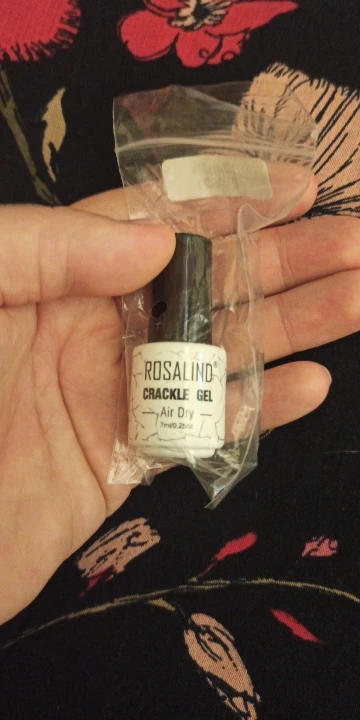 ROSALIND®
CRACKLE GEL
Air Dry
7ml/0.25oz